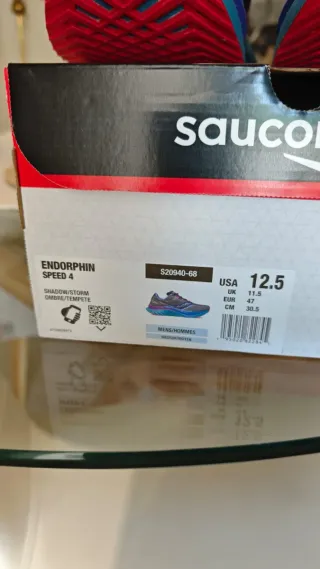 saucon
ENDORPHIN
SPEED 4
SHADOW/STORM
OMBRE/TEMPETE
S20940-68
MENS/HOMMES
USA 12.5
UK 11.5
EUR 47
CM 30.5